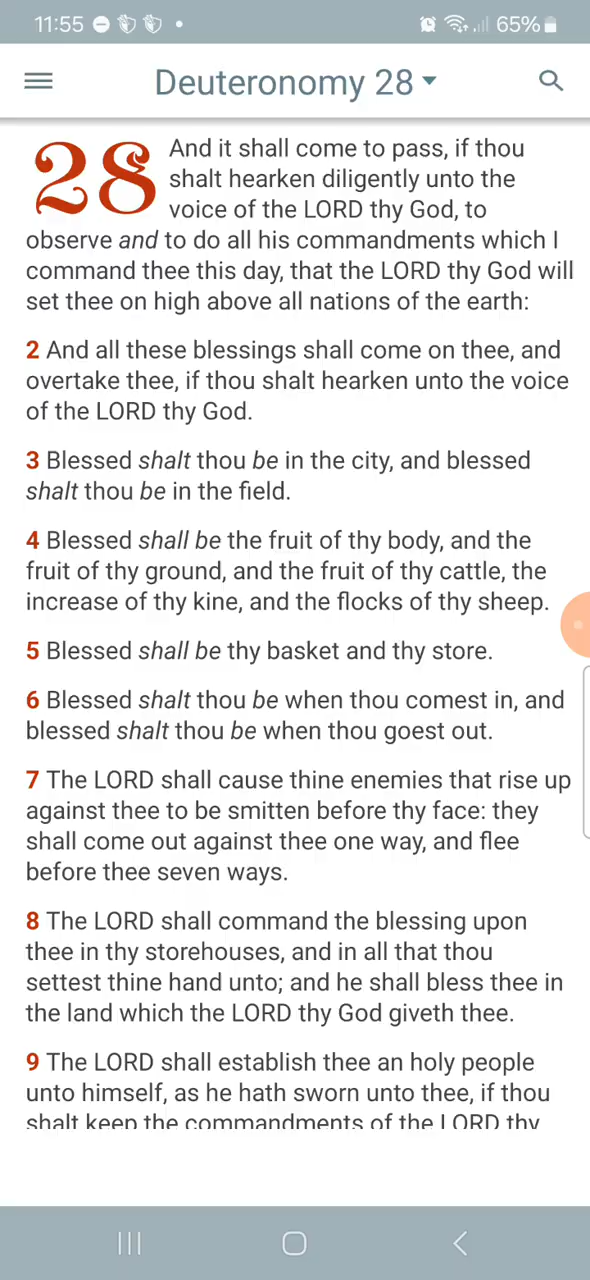 11:55
65%
Deuteronomy 28
28 And it shall come to pass, if thou
shalt hearken diligently unto the
voice of the LORD thy God, to
observe and to do all his commandments which I
command thee this day, that the LORD thy God will
set thee on high above all nations of the earth:
2 And all these blessings shall come on thee, and
overtake thee, if thou shalt hearken unto the voice
of the LORD thy God.
3 Blessed shalt thou be in the city, and blessed
shalt thou be in the field.
4 Blessed shall be the fruit of thy body, and the
fruit of thy ground, and the fruit of thy cattle, the
increase of thy kine, and the flocks of thy sheep.
5 Blessed shall be thy basket and thy store.
6 Blessed shalt thou be when thou comest in, and
blessed shalt thou be when thou goest out.
7 The LORD shall cause thine enemies that rise up
against thee to be smitten before thy face: they
shall come out against thee one way, and flee
before thee seven ways.
8 The LORD shall command the blessing upon
thee in thy storehouses, and in all that thou
settest thine hand unto; and he shall bless thee in
the land which the LORD thy God giveth thee.
9 The LORD shall establish thee an holy people
unto himself, as he hath sworn unto thee, if thou
shalt keep the commandments of the LORD thy